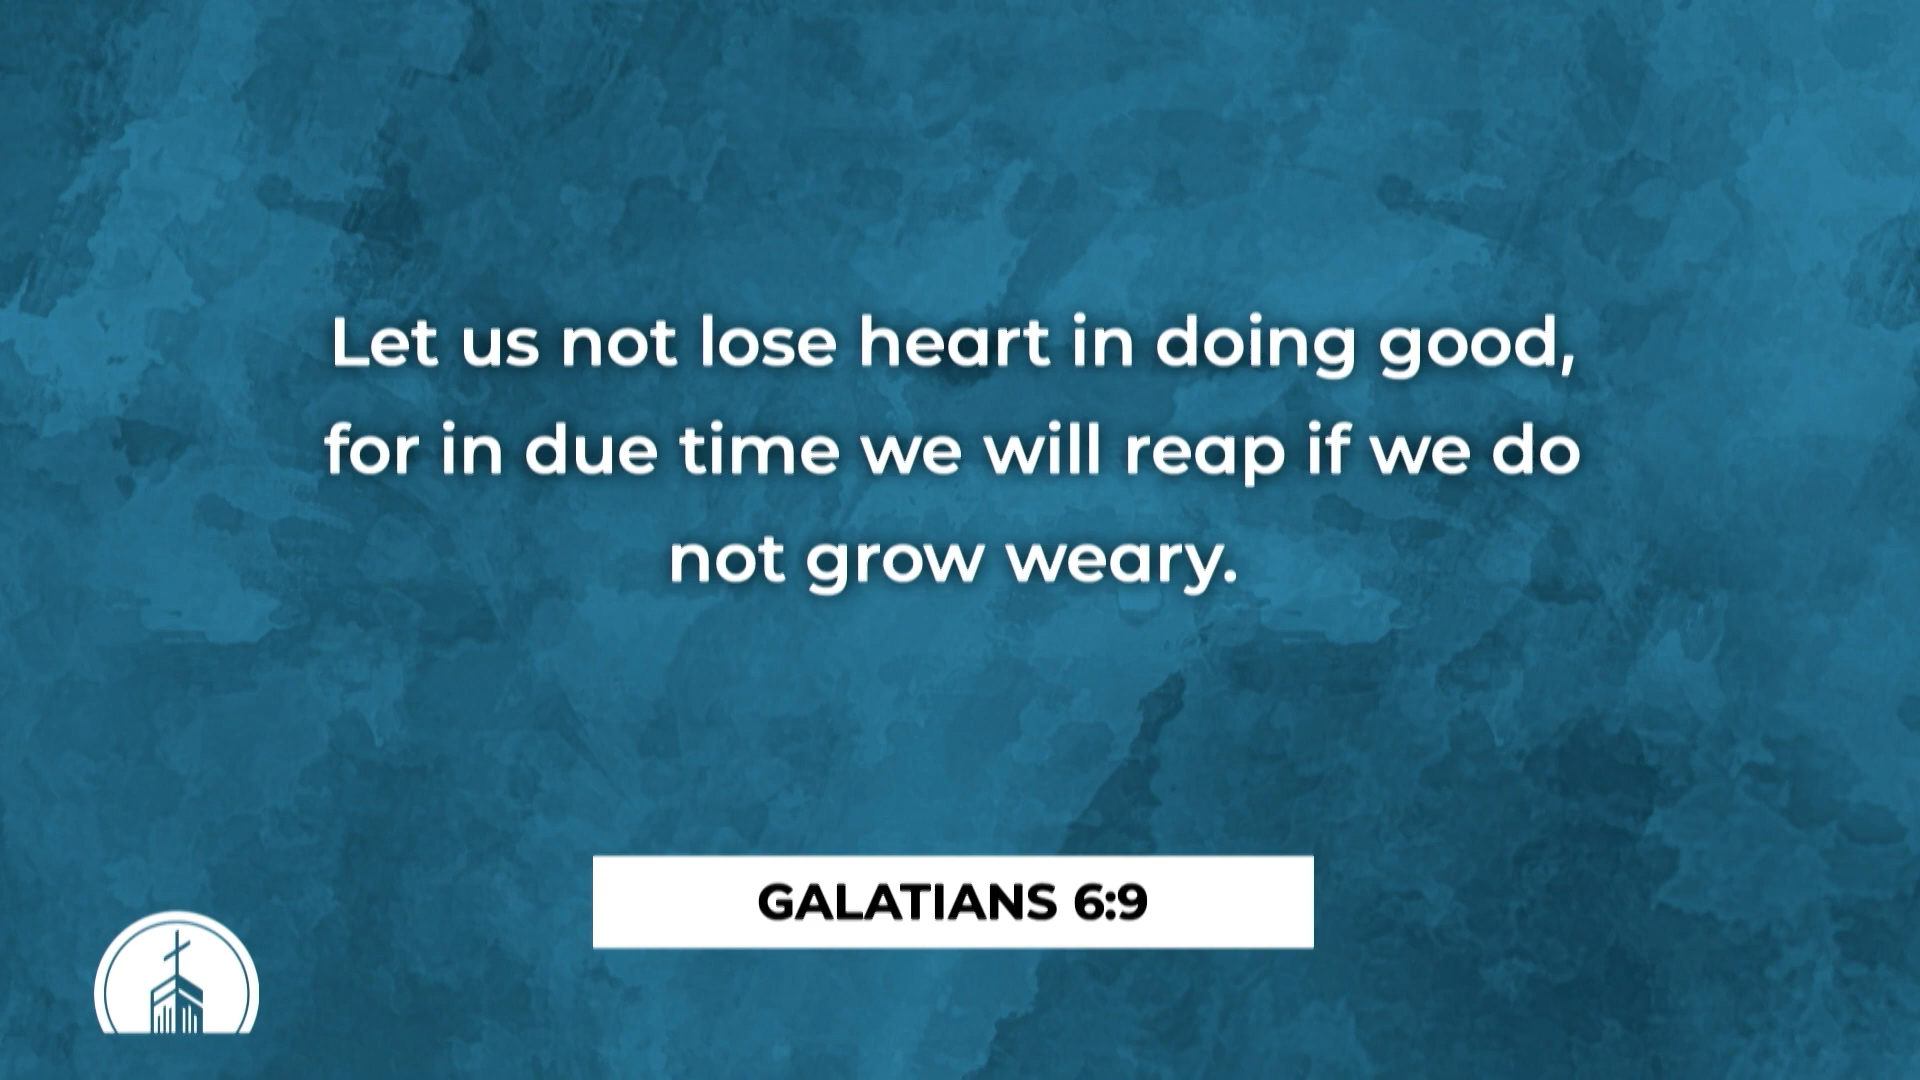 Let us not lose heart in doing good,
for in due time we will reap if we do
not grow weary.
GALATIANS 6:9